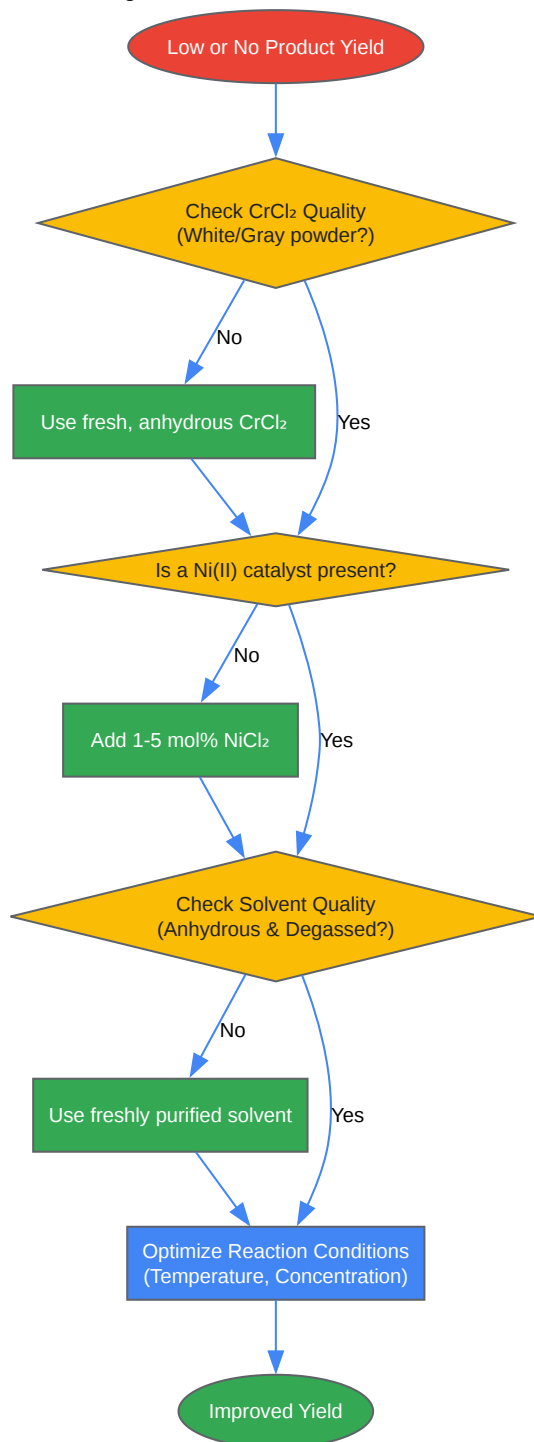 Low or No Product Yield
Check CrCl₂ Quality
(White/Gray powder?)
No
Use fresh, anhydrous CrCl₂
Yes
Is a Ni(II) catalyst present?
No
Add 1-5 mol% NiCl₂
Yes
Check Solvent Quality
(Anhydrous & Degassed?)
No
Use freshly purified solvent
Yes
Optimize Reaction Conditions
(Temperature, Concentration)
Improved Yield